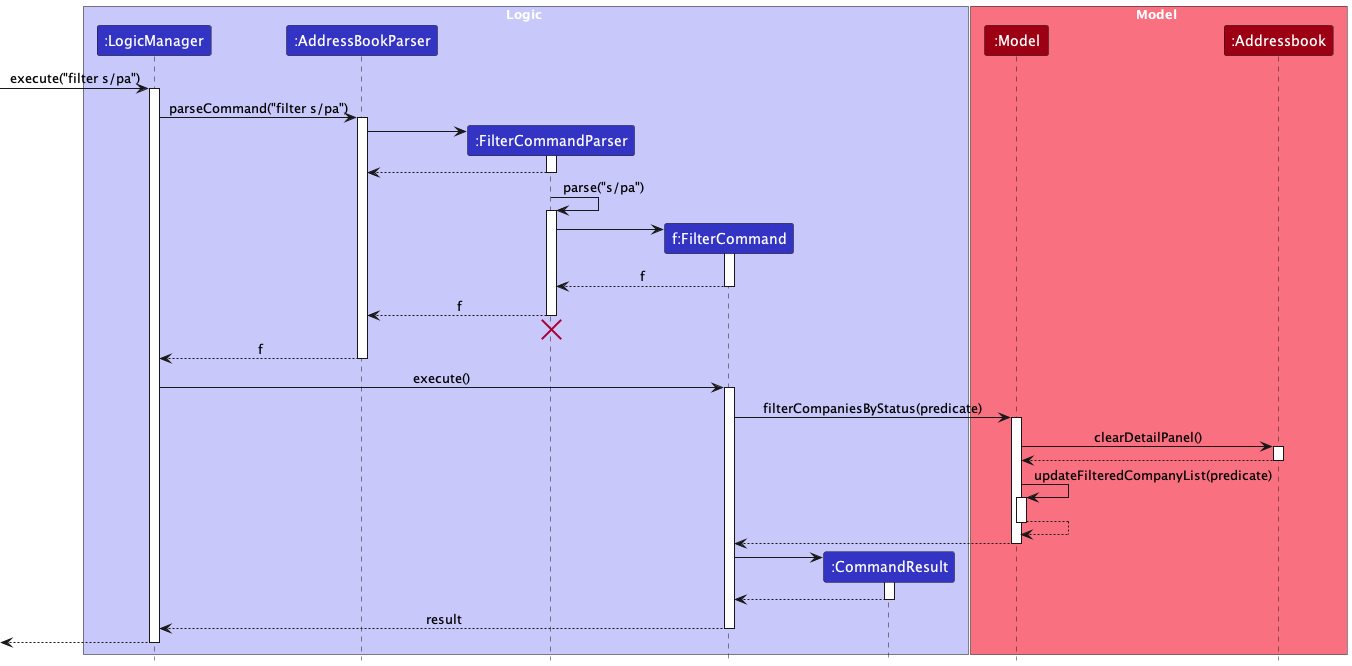 Logic
Model
:LogicManager
:AddressBookParser
:Model
:Addressbook
execute("filter s/pa")
parseCommand("filter s/pa")
:FilterCommandParser
parse("s/pa")
f:FilterCommand
f
f
f
execute()
filterCompaniesByStatus(predicate)
clearDetailPanel()
updateFilteredCompanyList(predicate)
:CommandResult
result